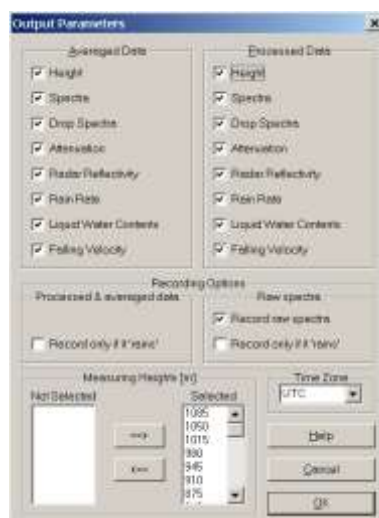 Output Parameters
Averaged Data
Height
Spectra
Drop Spectra
Attenuation
Radar Reflectivity
Rain Rate
Liquid Water Contents
Falling Velocity
Processed Data
Height
Spectra
Drop Spectra
Attenuation
Radar Reflectivity
Rain Rate
Liquid Water Contents
Falling Velocity
Recording Options
Processed & averaged data
Record only if it 'rains'
Raw spectra
Record raw spectra
Record only if it 'rains'
Measuring Heights [m]
Not Selected
-->
<--
Selected
1085
1050
1015
980
945
910
875
Time Zone
UTC
Help
Cancel
OK